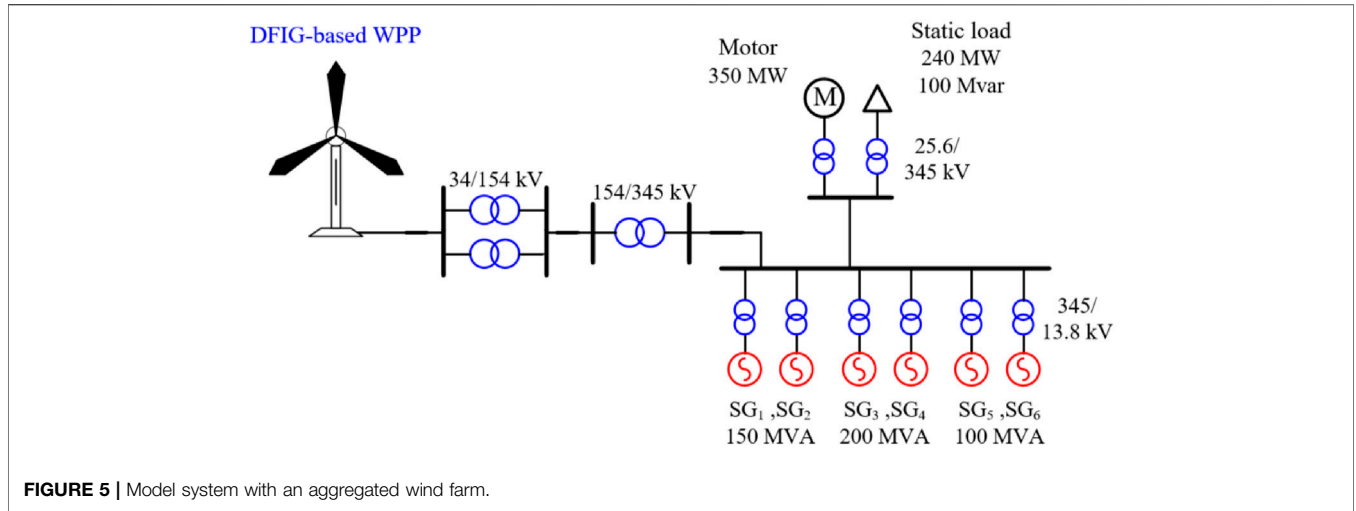 DFIG-based WPP
Motor
350 MW
Static load
240 MW
100 Mvar
M
25.6/
345 kV
34/154 kV
154/345 kV
345/
13.8 kV
SG₁ ,SG₂
150 MVA
SG₃ ,SG₄
200 MVA
SG₅ ,SG₆
100 MVA
FIGURE 5 | Model system with an aggregated wind farm.